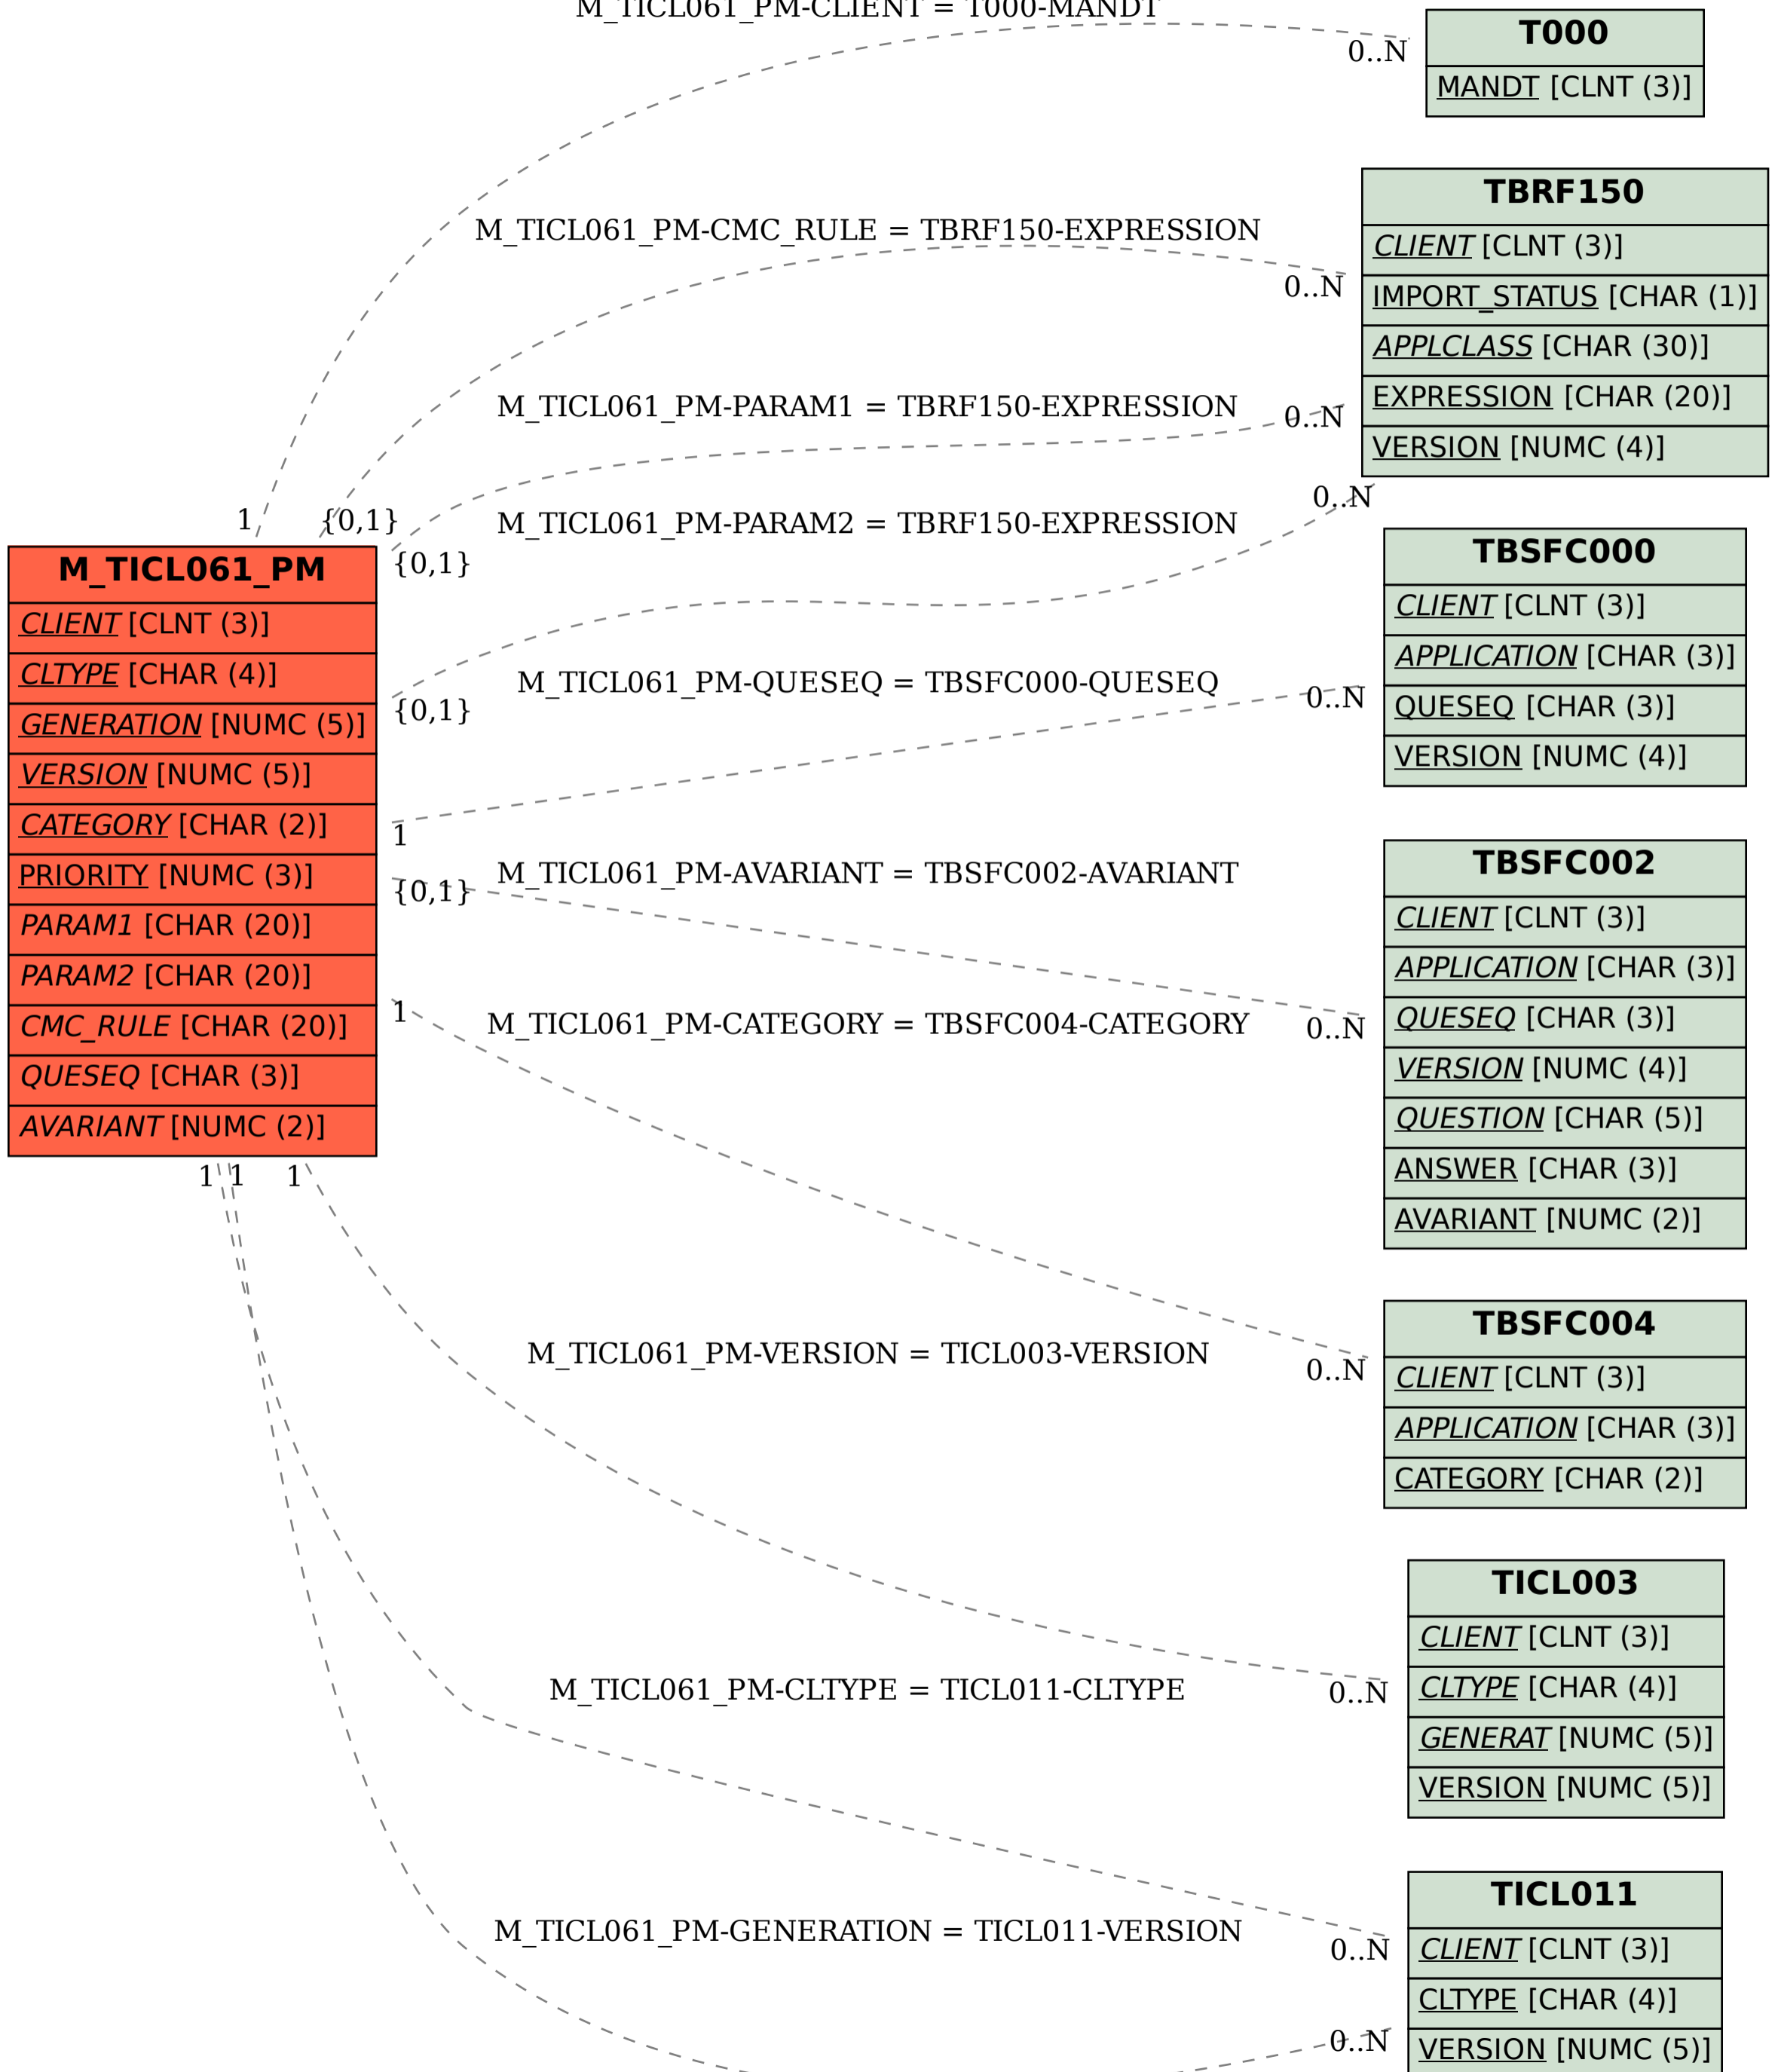 M_TICL061_PM-CLIENT = T000-MANDT
0..N
1
T000
MANDT [CLNT (3)]
M_TICL061_PM-CMC_RULE = TBRF150-EXPRESSION
0..N
{0,1}
M_TICL061_PM-PARAM1 = TBRF150-EXPRESSION
0..N
{0,1}
M_TICL061_PM-PARAM2 = TBRF150-EXPRESSION
0..N
{0,1}
TBRF150
CLIENT [CLNT (3)]
IMPORT_STATUS [CHAR (1)]
APPLCLASS [CHAR (30)]
EXPRESSION [CHAR (20)]
VERSION [NUMC (4)]
M_TICL061_PM
CLIENT [CLNT (3)]
CLTYPE [CHAR (4)]
GENERATION [NUMC (5)]
VERSION [NUMC (5)]
CATEGORY [CHAR (2)]
PRIORITY [NUMC (3)]
PARAM1 [CHAR (20)]
PARAM2 [CHAR (20)]
CMC_RULE [CHAR (20)]
QUESEQ [CHAR (3)]
AVARIANT [NUMC (2)]
M_TICL061_PM-QUESEQ = TBSFC000-QUESEQ
0..N
1
TBSFC000
CLIENT [CLNT (3)]
APPLICATION [CHAR (3)]
QUESEQ [CHAR (3)]
VERSION [NUMC (4)]
M_TICL061_PM-AVARIANT = TBSFC002-AVARIANT
{0,1}
0..N
TBSFC002
CLIENT [CLNT (3)]
APPLICATION [CHAR (3)]
QUESEQ [CHAR (3)]
VERSION [NUMC (4)]
QUESTION [CHAR (5)]
ANSWER [CHAR (3)]
AVARIANT [NUMC (2)]
M_TICL061_PM-CATEGORY = TBSFC004-CATEGORY
1
0..N
TBSFC004
CLIENT [CLNT (3)]
APPLICATION [CHAR (3)]
CATEGORY [CHAR (2)]
1
1
1
M_TICL061_PM-VERSION = TICL003-VERSION
0..N
TICL003
CLIENT [CLNT (3)]
CLTYPE [CHAR (4)]
GENERAT [NUMC (5)]
VERSION [NUMC (5)]
M_TICL061_PM-CLTYPE = TICL011-CLTYPE
0..N
M_TICL061_PM-GENERATION = TICL011-VERSION
0..N
TICL011
CLIENT [CLNT (3)]
CLTYPE [CHAR (4)]
VERSION [NUMC (5)]